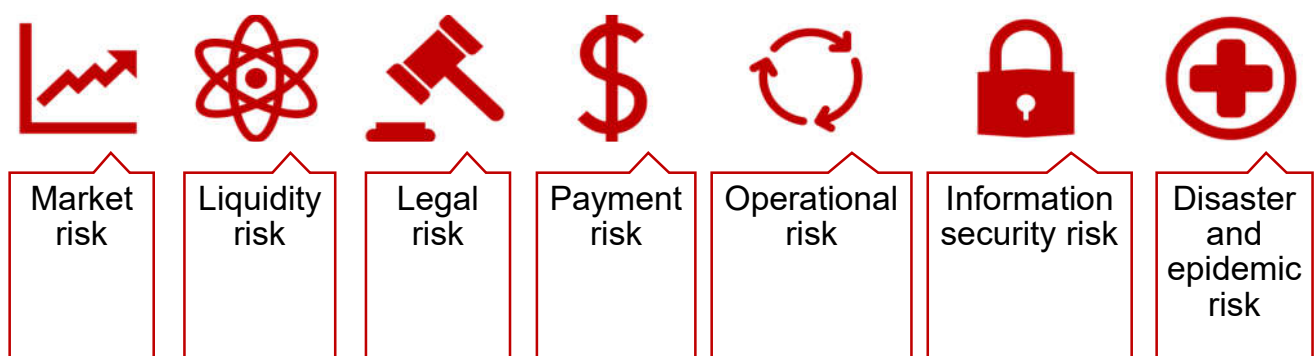 Market
risk
Liquidity
risk
Legal
risk
Payment
risk
Operational
risk
Information
security risk
Disaster
and
epidemic
risk